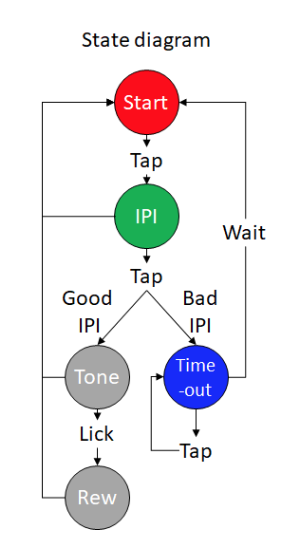 State diagram
Start
Tap
IPI
Tap
Wait
Good
IPI
Bad
IPI
Tone
Time
-out
Lick
Tap
Rew